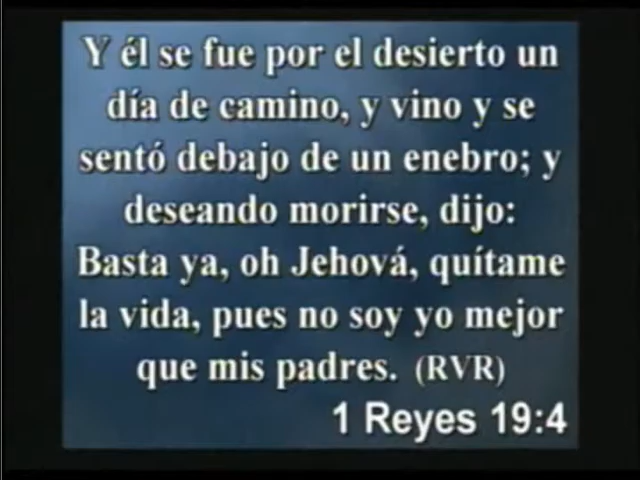 Y él se fue por el desierto un
día de camino, y vino y se
sentó debajo de un enebro; y
deseando morirse, dijo:
Basta ya, oh Jehová, quítame
la vida, pues no soy yo mejor
que mis padres. (RVR)
1 Reyes 19:4